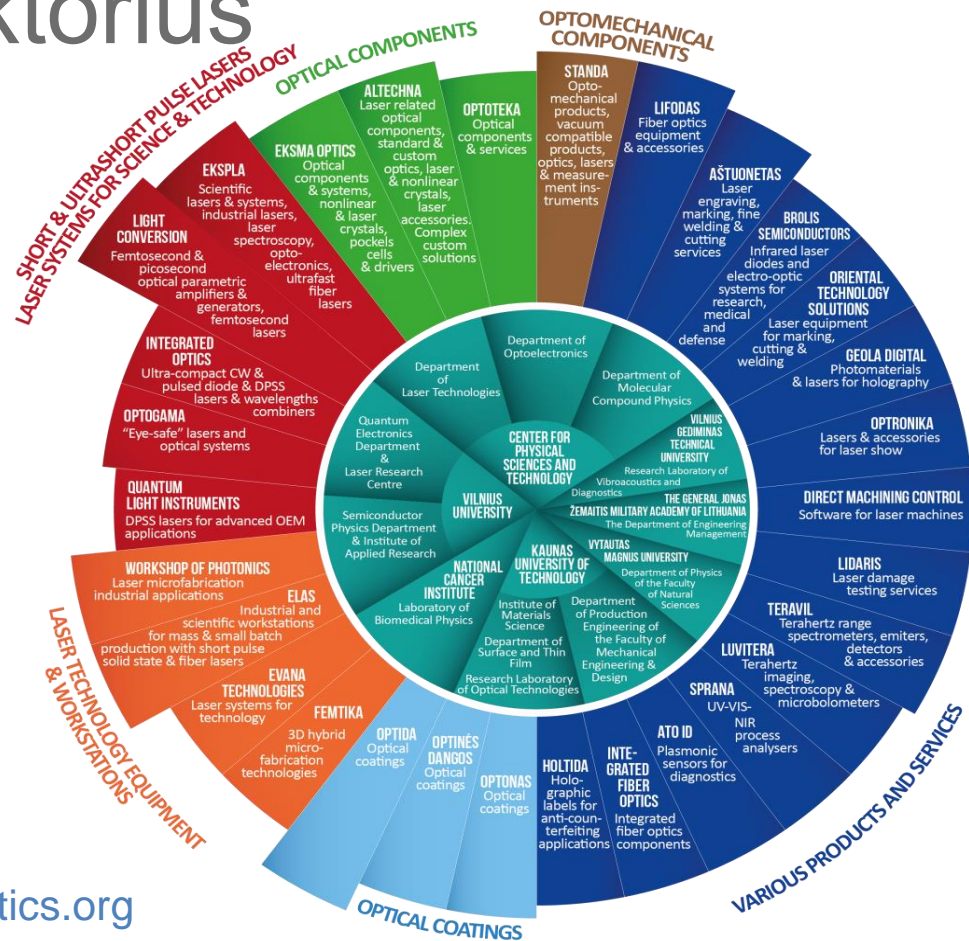 ktorius
SHORT & ULTRASHORT PULSE LASERS
LASER SYSTEMS FOR SCIENCE & TECHNOLOGY
OPTICAL COMPONENTS
OPTOMECHANICAL
COMPONENTS
QUANTUM
LIGHT INSTRUMENTS
DPSS lasers for advanced OEM
applications
OPTOGAMA
"Eye-safe" lasers and
optical systems
INTEGRATED
OPTICS
Ultra-compact CW &
pulsed diode & DPSS
lasers & wavelengths
combiners
LIGHT
CONVERSION
Femtosecond &
picosecond
optical parametric
amplifiers &
generators,
femtosecond
lasers
EKSPLA
Scientific
lasers & systems,
industrial lasers,
laser
spectroscopy,
opto-
electronics,
ultrafast
fiber
lasers
EKSMA OPTICS
Optical
components
& systems,
nonlinear
& laser
crystals,
pockels
cells
& drivers
ALTECHNA
Laser related
optical
components,
standard &
custom
optics, laser
& nonlinear
crystals,
laser
accessories.
Complex
custom
solutions
OPTOTEKA
Optical
components
& services
STANDA
Opto-
mechanical
products,
vacuum
compatible
products,
optics, lasers
& measure-
ment ins-
truments
LIFODAS
Fiber optics
equipment
& accessories
AŠTUONETAS
Laser
engraving,
marking, fine
welding &
cutting
services
BROLIS
SEMICONDUCTORS
Infrared laser
diodes and
electro-optic
systems for
research,
medical
and
defense
ORIENTAL
TECHNOLOGY
SOLUTIONS
Laser equipment
for marking,
cutting &
welding
GEOLA DIGITAL
Photomaterials
& lasers for holography
OPTRONIKA
Lasers & accessories
for laser show
DIRECT MACHINING CONTROL
Software for laser machines
LIDARIS
Laser damage
testing services
TERAVIL
Terahertz range
spectrometers, emiters,
detectors
& accessories
LUVITERA
Terahertz
imaging,
spectroscopy &
microbolometers
SPRANA
UV-VIS-
NIR
process
analysers
ATO ID
Plasmonic
sensors for
diagnostics
INTE-
GRATED
FIBER
OPTICS
Integrated
fiber optics
components
HOLTIDA
Holo-
graphic
labels for
anti-coun-
terfeiting
applications
VARIOUS PRODUCTS AND SERVICES
OPTONAS
Optical
coatings
OPTINĖS
DANGOS
Optical
coatings
OPTIDA
Optical
coatings
OPTICAL COATINGS
FEMTIKA
3D hybrid
micro-
fabrication
technologies
EVANA
TECHNOLOGIES
Laser systems for
technology
ELAS
Industrial and
scientific workstations
for mass & small batch
production with short pulse
solid state & fiber lasers
WORKSHOP OF PHOTONICS
Laser microfabrication
industrial applications
LASER TECHNOLOGY EQUIPMENT
& WORKSTATIONS
CENTER FOR
PHYSICAL
SCIENCES AND
TECHNOLOGY
Department
of
Laser Technologies
Department of
Optoelectronics
Department of
Molecular
Compound Physics
VILNIUS
GEDIMINAS
TECHNICAL
UNIVERSITY
Research Laboratory of
Vibroacoustics and
Diagnostics
THE GENERAL JONAS
ŽEMAITIS MILITARY ACADEMY OF LITHUANIA
The Department of Engineering
Management
VYTAUTAS
MAGNUS UNIVERSITY
Department of Physics
of the Faculty
of Natural
Sciences
KAUNAS
UNIVERSITY
OF TECHNOLOGY
Department
of Production
Engineering of
the Faculty of
Mechanical
Engineering &
Design
Institute of
Materials
Science
Department of
Surface and Thin
Film
Research Laboratory
of Optical Technologies
NATIONAL
CANCER
INSTITUTE
Laboratory of
Biomedical Physics
VILNIUS
UNIVERSITY
Semiconductor
Physics Department
& Institute of
Applied Research
Quantum
Electronics
Department
&
Laser Research
Centre
tics.org